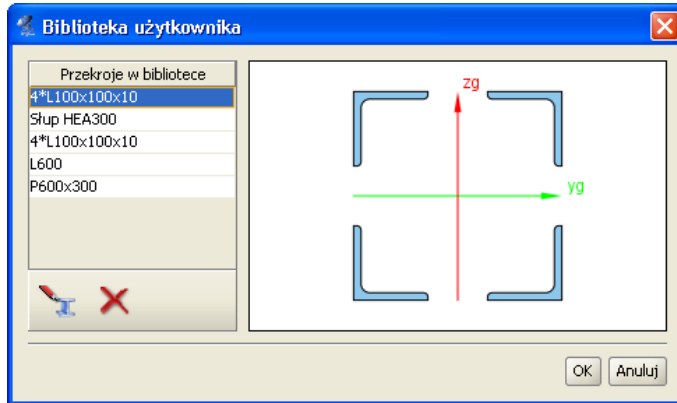 Biblioteka użytkownika
Przekroje w bibliotece
4*L100x100x10
Słup HEA300
4*L100x100x10
L600
P600x300
zg
yg
OK
Anuluj